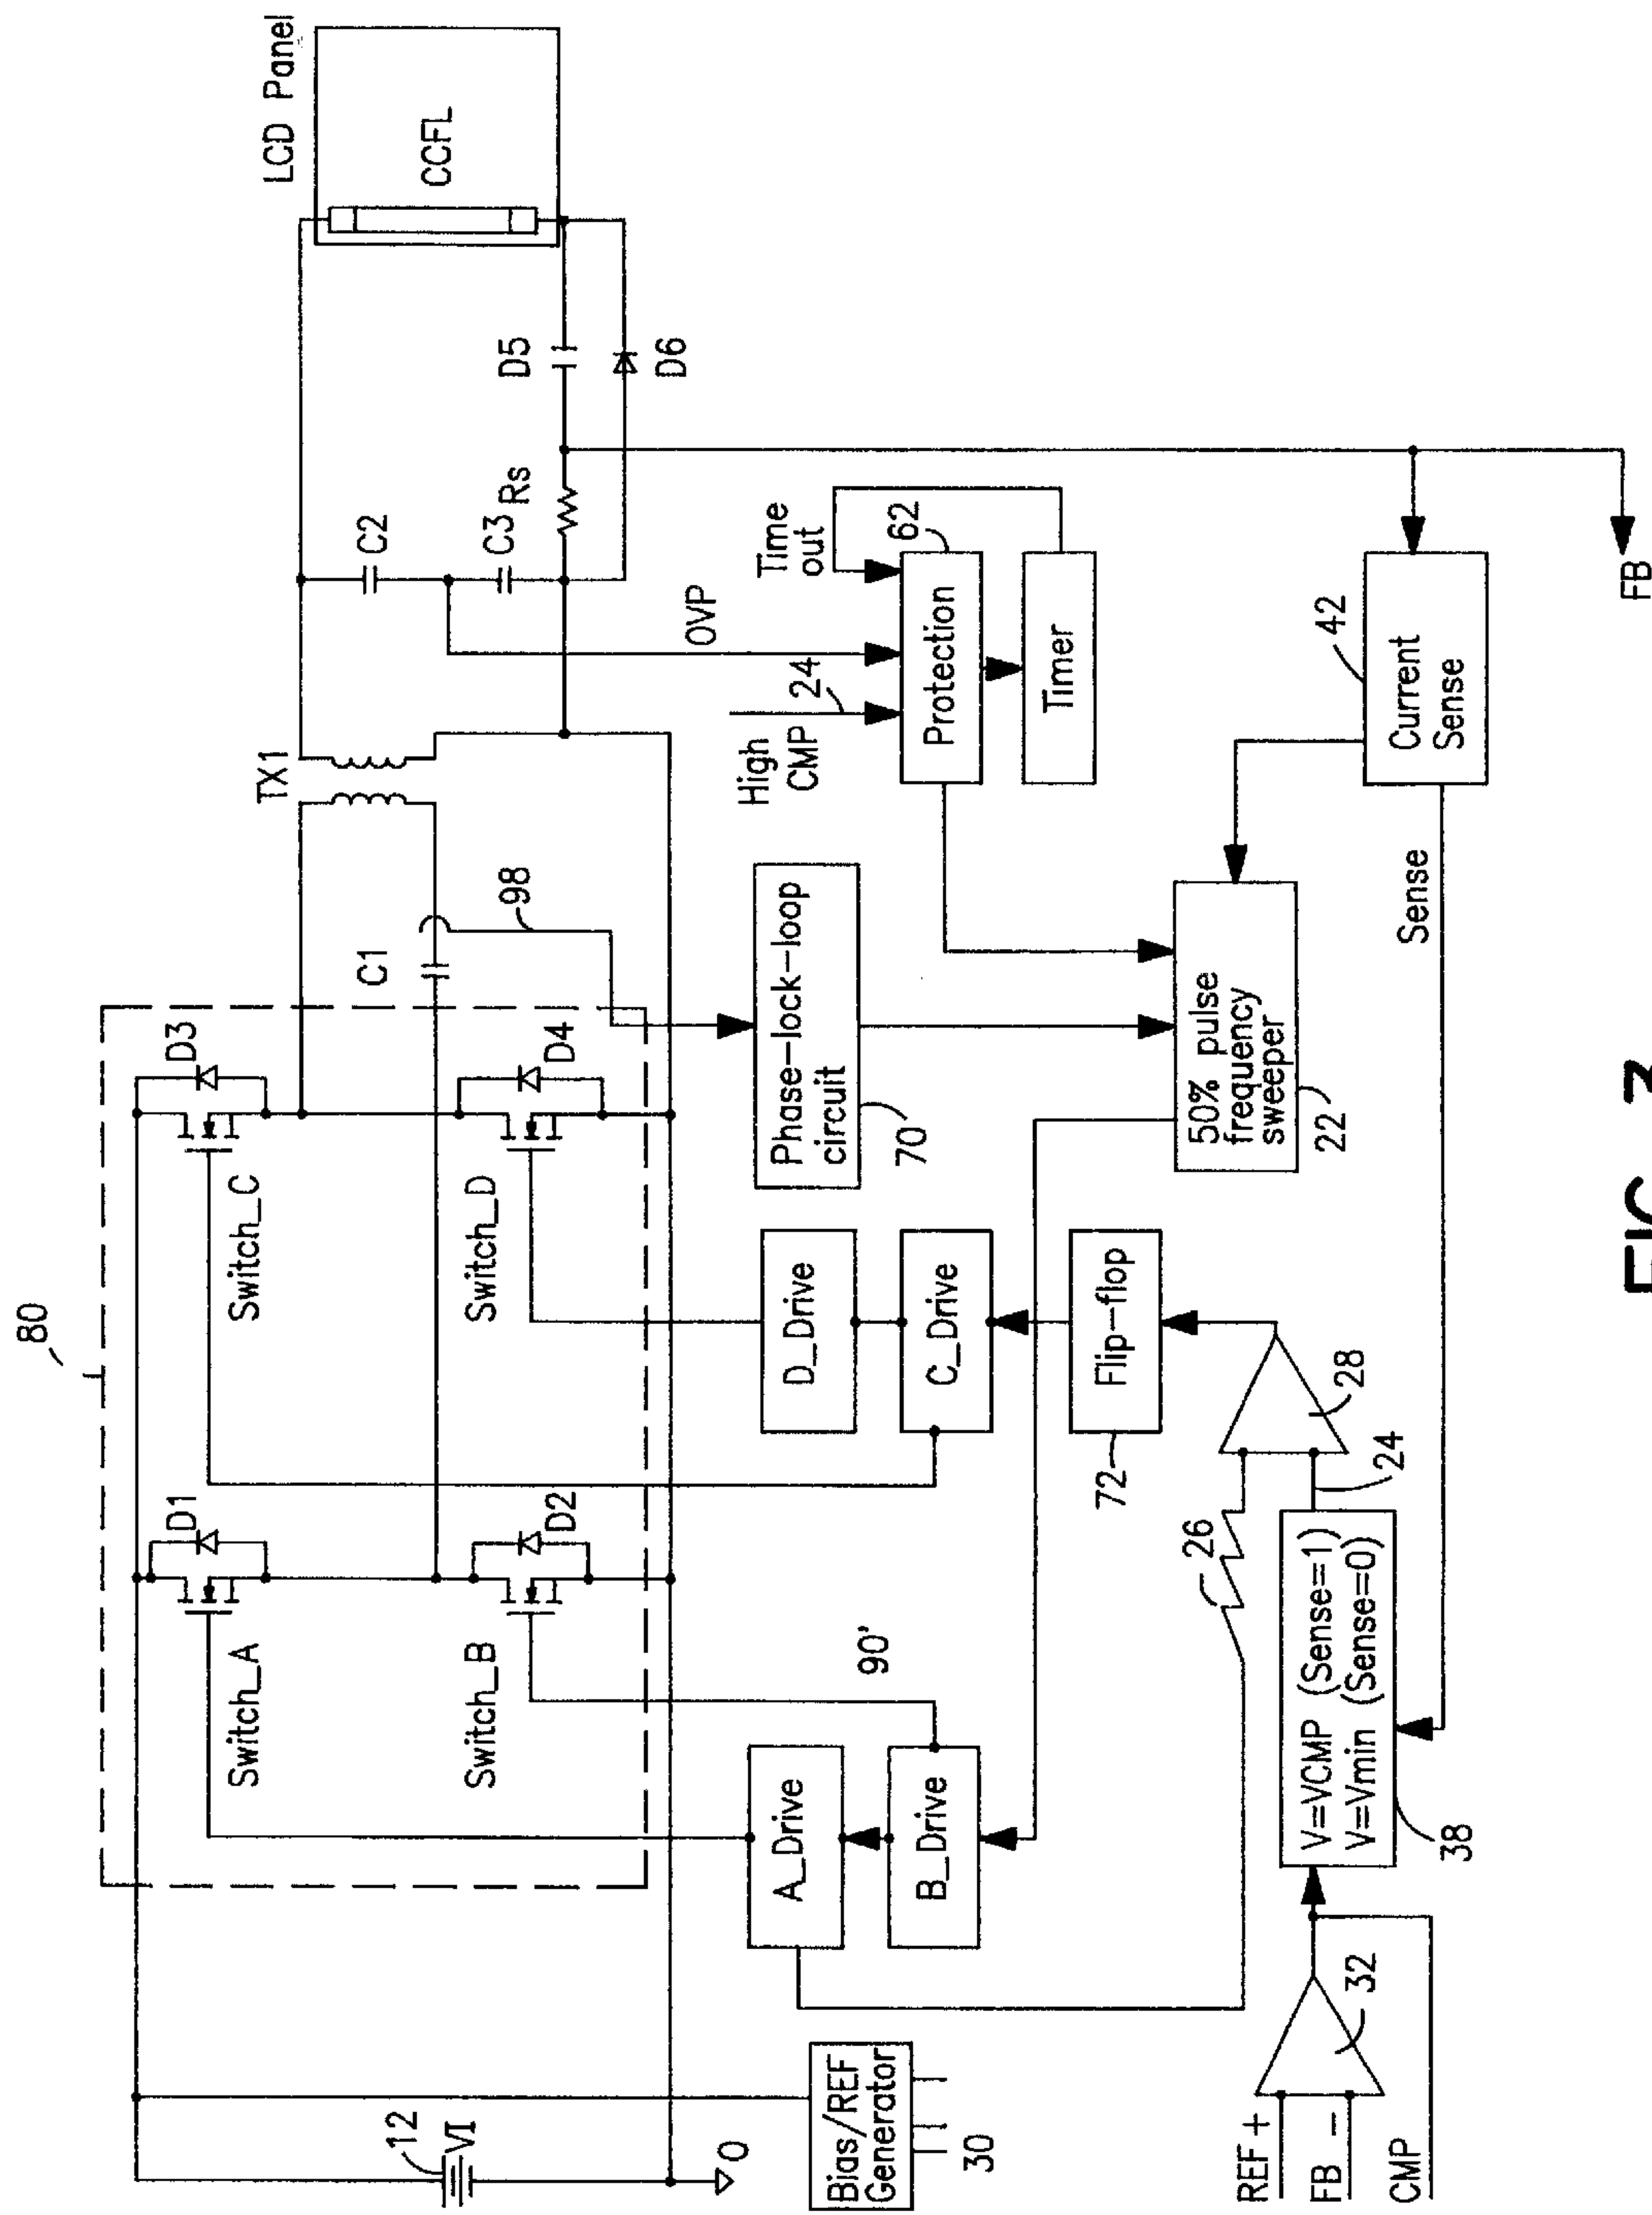 80
LCD Panel
CCFL
12
VI
0
Switch_A
D1
Switch_B
D2
Switch_C
D3
Switch_D
D4
C1
TX1
98
C2
C3
Rs
D5
D6
OVP
High
CMP
24
Time
out
62
Protection
Timer
Bias/REF
Generator
30
A_Drive
B_Drive
90'
D_Drive
C_Drive
Flip-flop
72
Phase-lock-loop
circuit
70
50% pulse
frequency
sweeper
22
42
Current
Sense
Sense
FB
REF +
FB -
CMP
32
V=VCMP (Sense=1)
V=Vmin (Sense=0)
38
26
24
28
FIG. 3